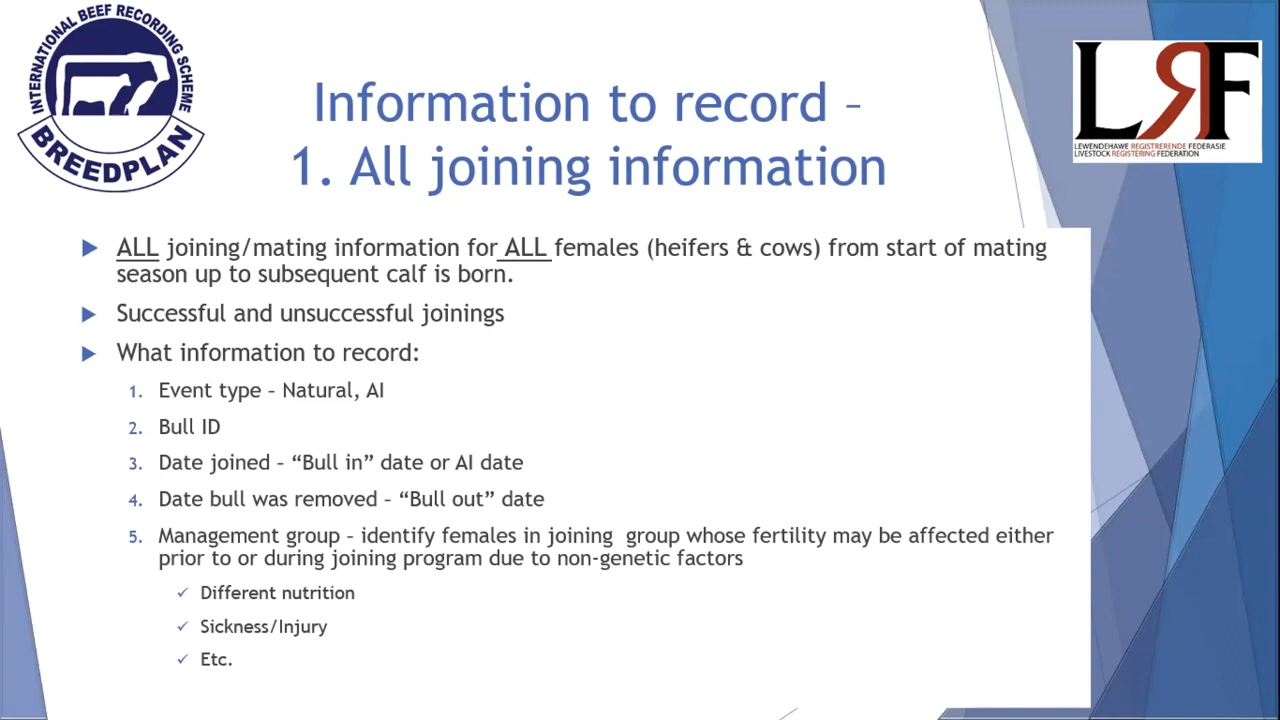 INTERNATIONAL BEEF RECORDING SCHEME
BREEDPLAN
LRF
LEWENDEHAWE REGISTRERENDE FEDERASIE
LIVESTOCK REGISTERING FEDERATION
Information to record –
1. All joining information
ALL joining/mating information for ALL females (heifers & cows) from start of mating
season up to subsequent calf is born.
Successful and unsuccessful joinings
What information to record:
1. Event type – Natural, AI
2. Bull ID
3. Date joined – “Bull in” date or AI date
4. Date bull was removed – “Bull out” date
5. Management group – identify females in joining group whose fertility may be affected either
prior to or during joining program due to non-genetic factors
✓ Different nutrition
✓ Sickness/Injury
✓ Etc.